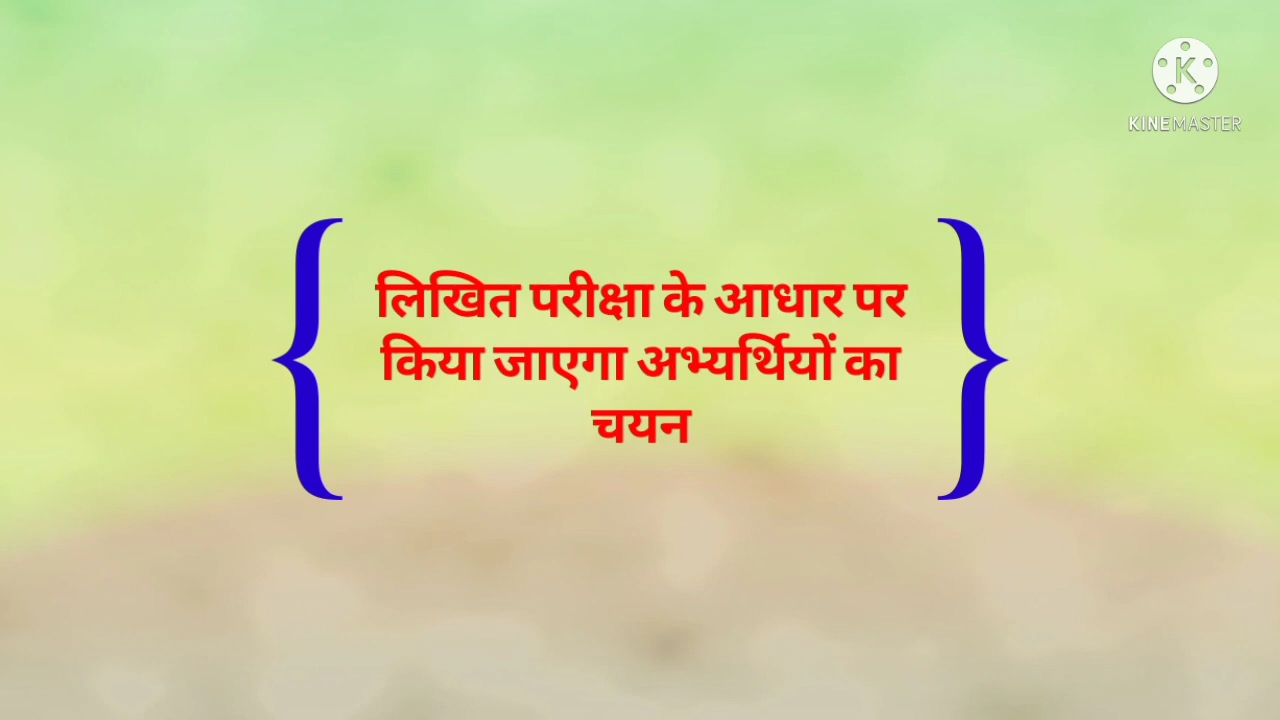 KINEMASTER
लिखित परीक्षा के आधार पर
किया जाएगा अभ्यर्थियों का
चयन